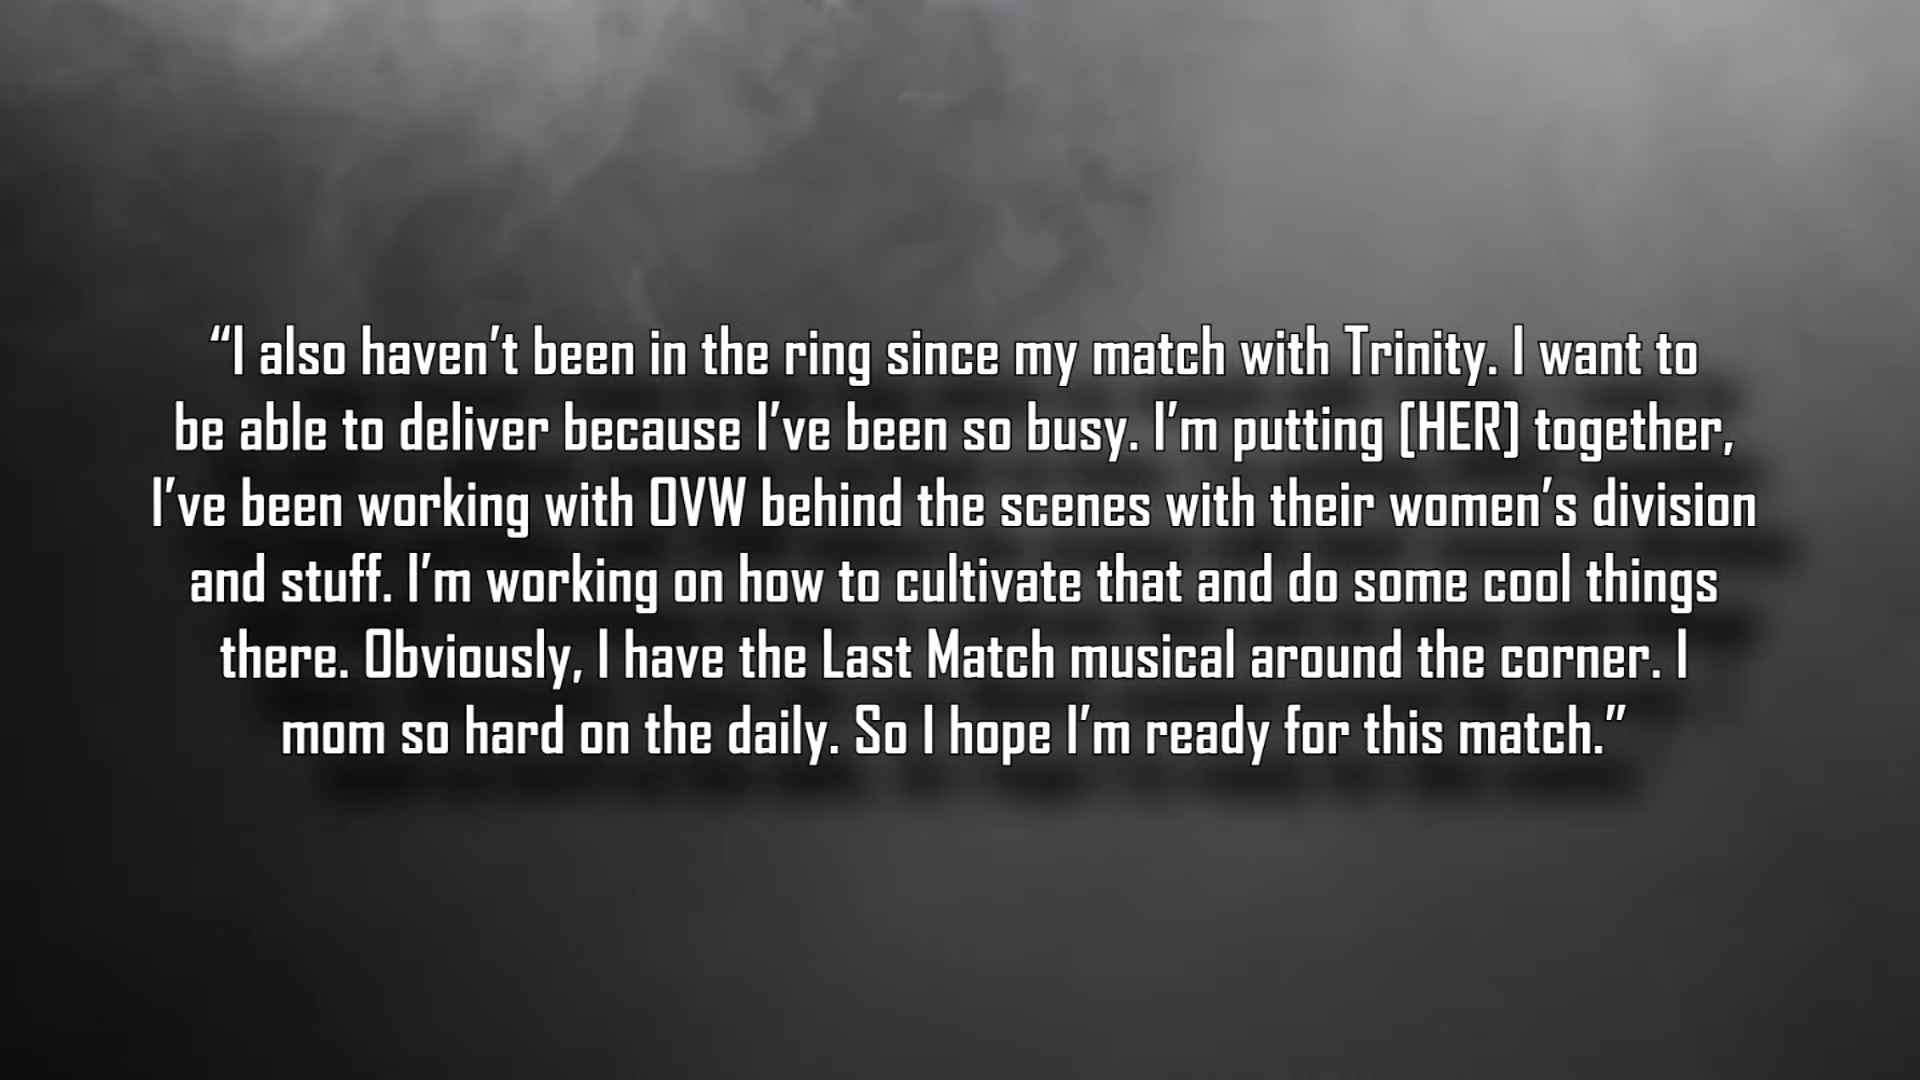 “I also haven’t been in the ring since my match with Trinity. I want to
be able to deliver because I’ve been so busy. I’m putting [HER] together,
I’ve been working with OVW behind the scenes with their women’s division
and stuff. I’m working on how to cultivate that and do some cool things
there. Obviously, I have the Last Match musical around the corner. I
mom so hard on the daily. So I hope I’m ready for this match.”